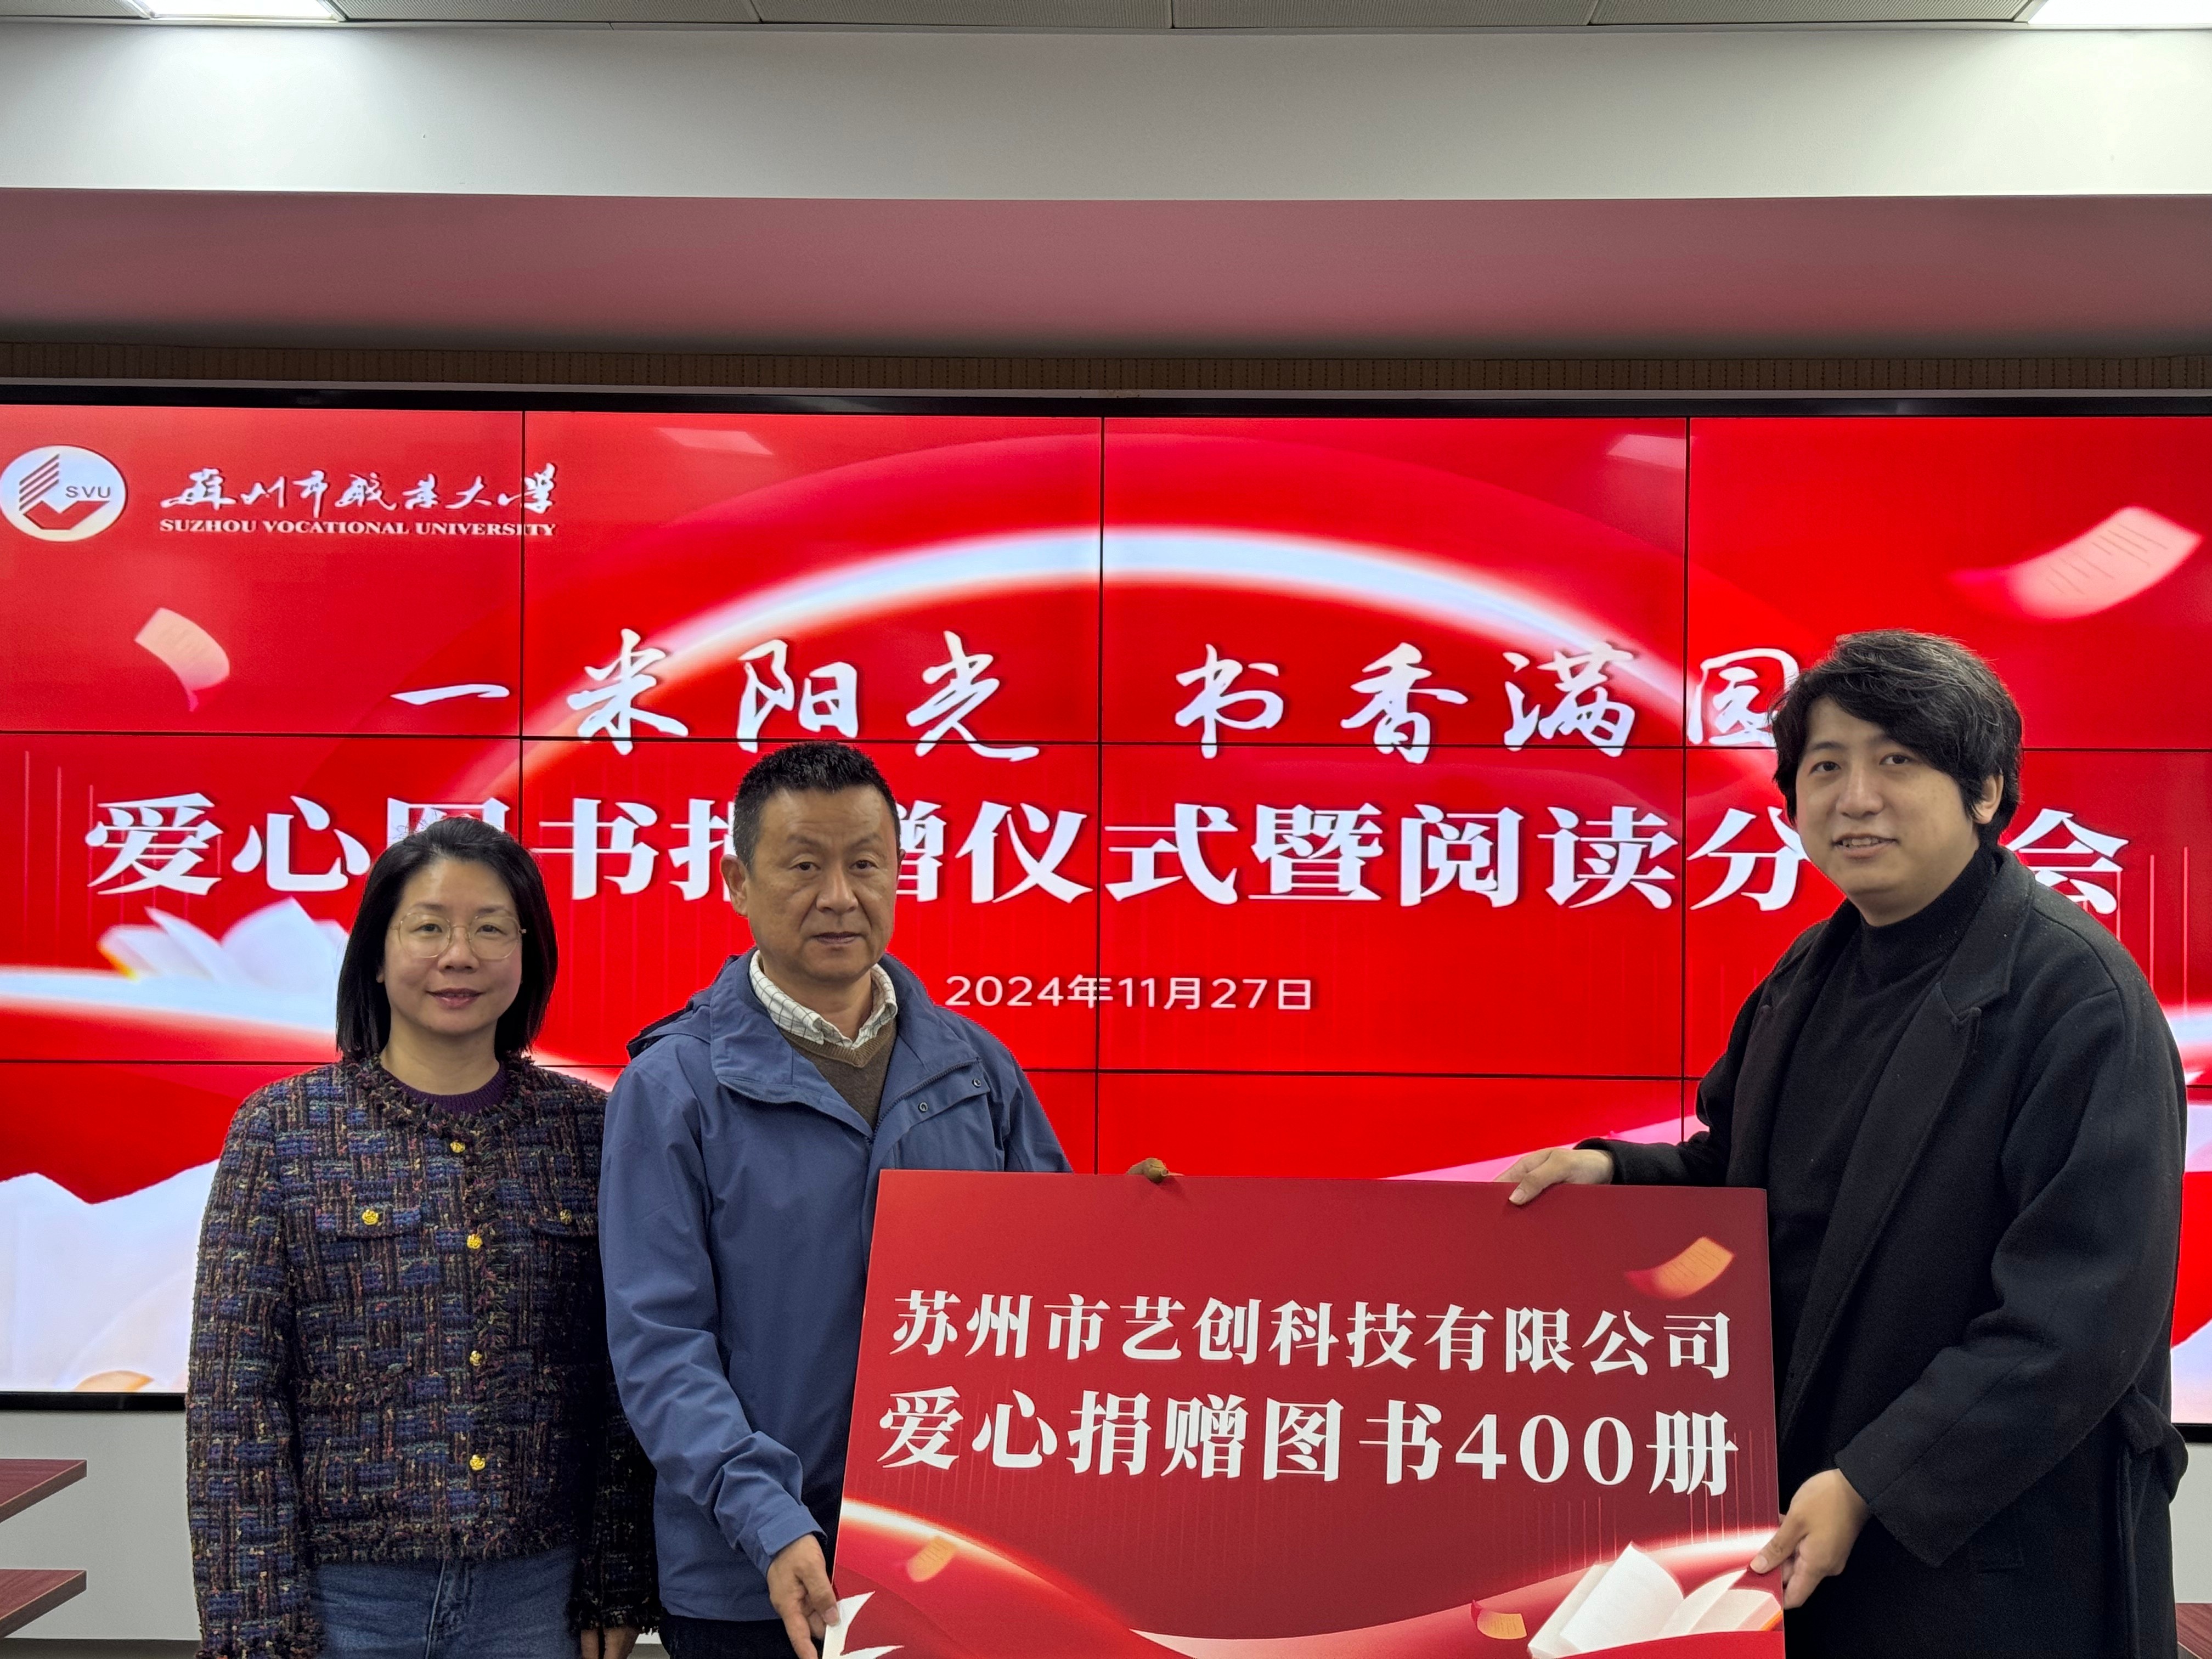 SVU
苏州市职业大学
SUZHOU VOCATIONAL UNIVERSITY
一米阳光 书香满园
爱心图书捐赠仪式暨阅读分 会
2024年11月27日
苏州市艺创科技有限公司
爱心捐赠图书400册